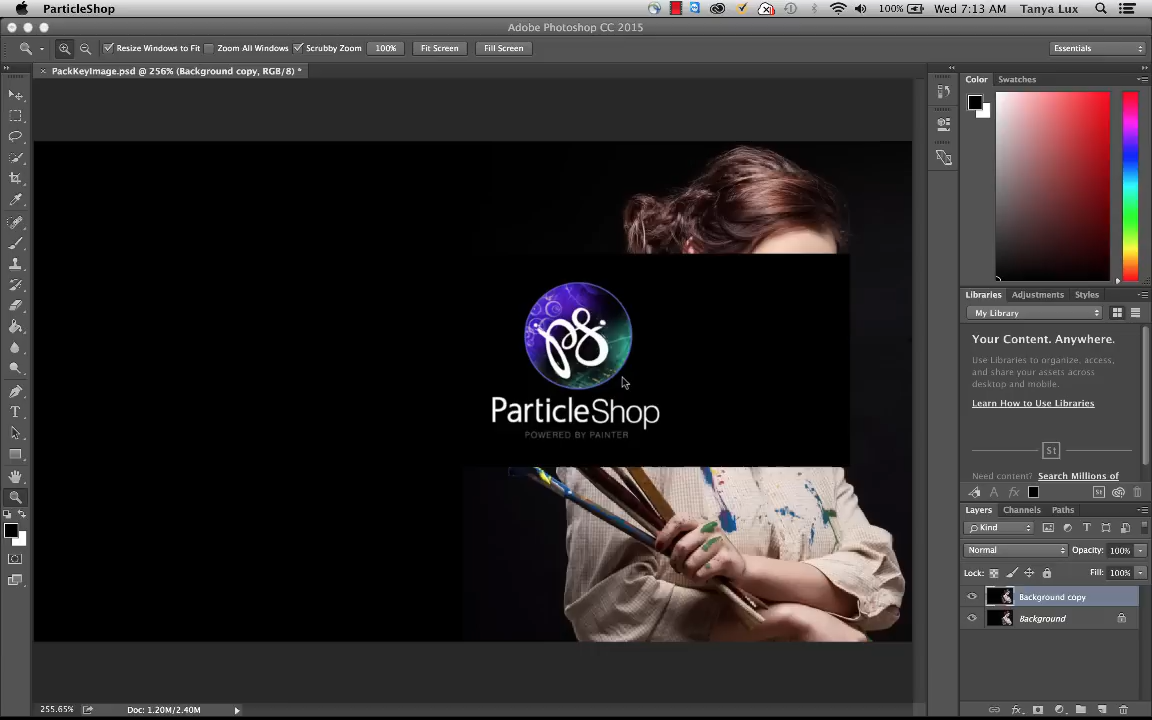 ParticleShop
100%
Wed 7:13 AM
Tanya Lux
Adobe Photoshop CC 2015
Resize Windows to Fit
Zoom All Windows
Scrubby Zoom
100%
Fit Screen
Fill Screen
Essentials
PackKeyImage.psd @ 256% (Background copy, RGB/8) *
Color
Swatches
Libraries
Adjustments
Styles
My Library
Your Content. Anywhere.
Use Libraries to organize, access,
and share your assets across
desktop and mobile.
Learn How to Use Libraries
St
Need content? Search Millions of
St
Layers
Channels
Paths
Kind
Normal
Opacity: 100%
Lock:
Fill: 100%
Background copy
Background
ps
ParticleShop
POWERED BY PAINTER
255.65%
Doc: 1.20M/2.40M